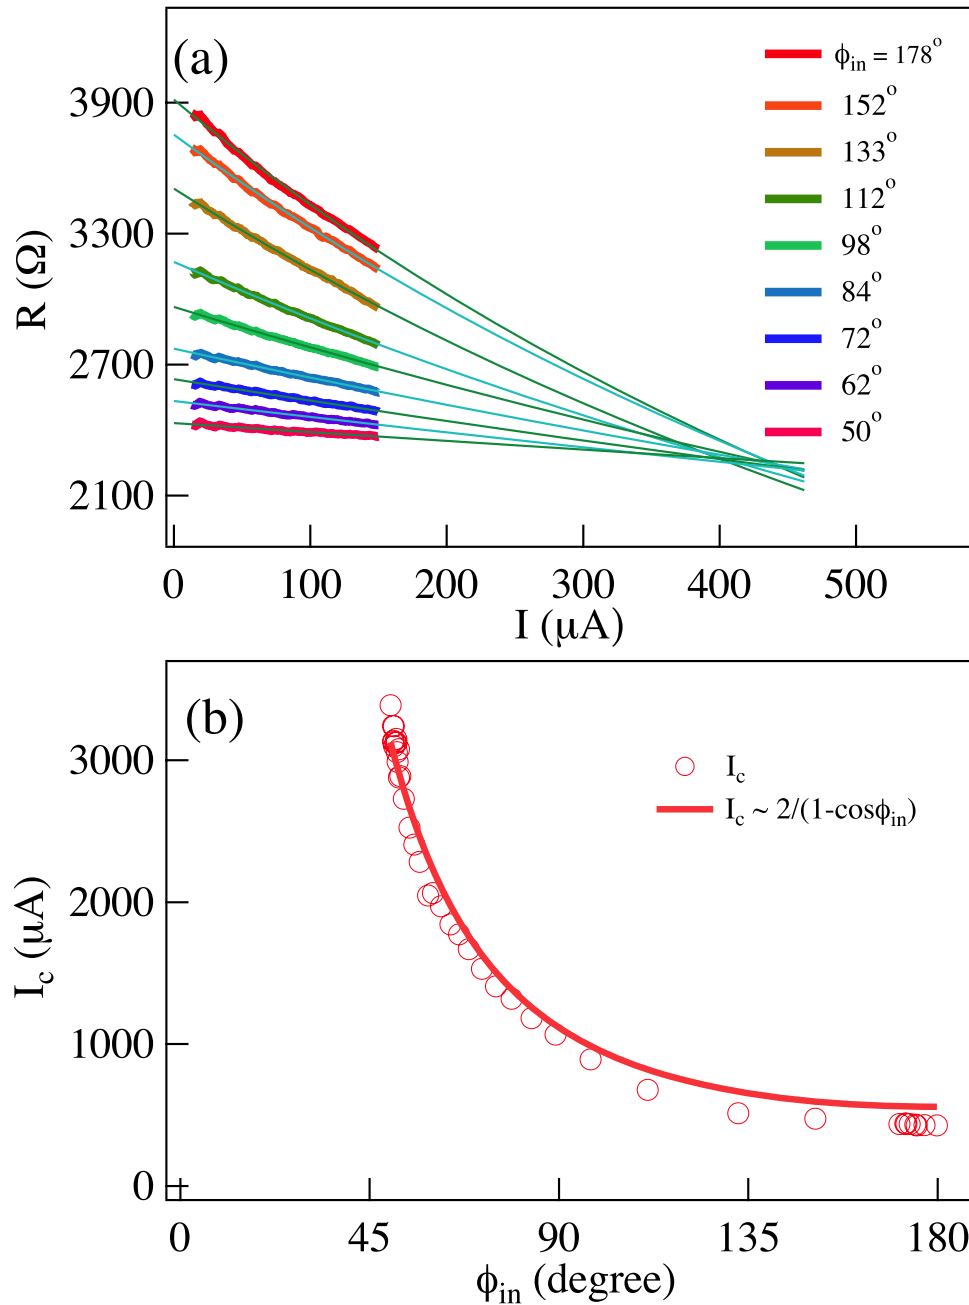 (a)
ϕin = 178°
152°
133°
112°
98°
84°
72°
62°
50°
3900
3300
2700
2100
R (Ω)
0 100 200 300 400 500
I (μA)
(b)
Ic
Ic ~ 2/(1-cosϕin)
3000
2000
1000
0
Ic (μA)
0 45 90 135 180
ϕin (degree)